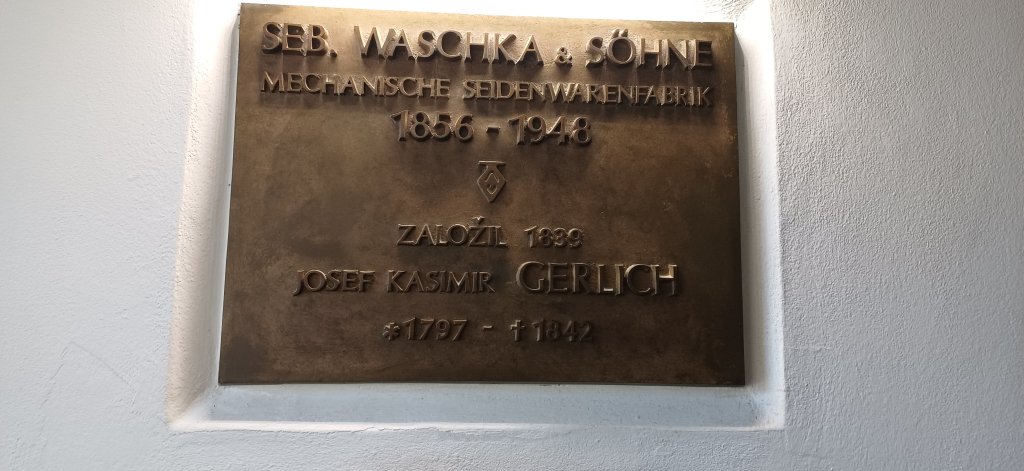 SEB. WASCHKA & SÖHNE
MECHANISCHE SEIDENWARENFABRIK
1856 - 1948
ZALOŽIL 1839
JOSEF KASIMIR GERLICH
*1797 - †1842